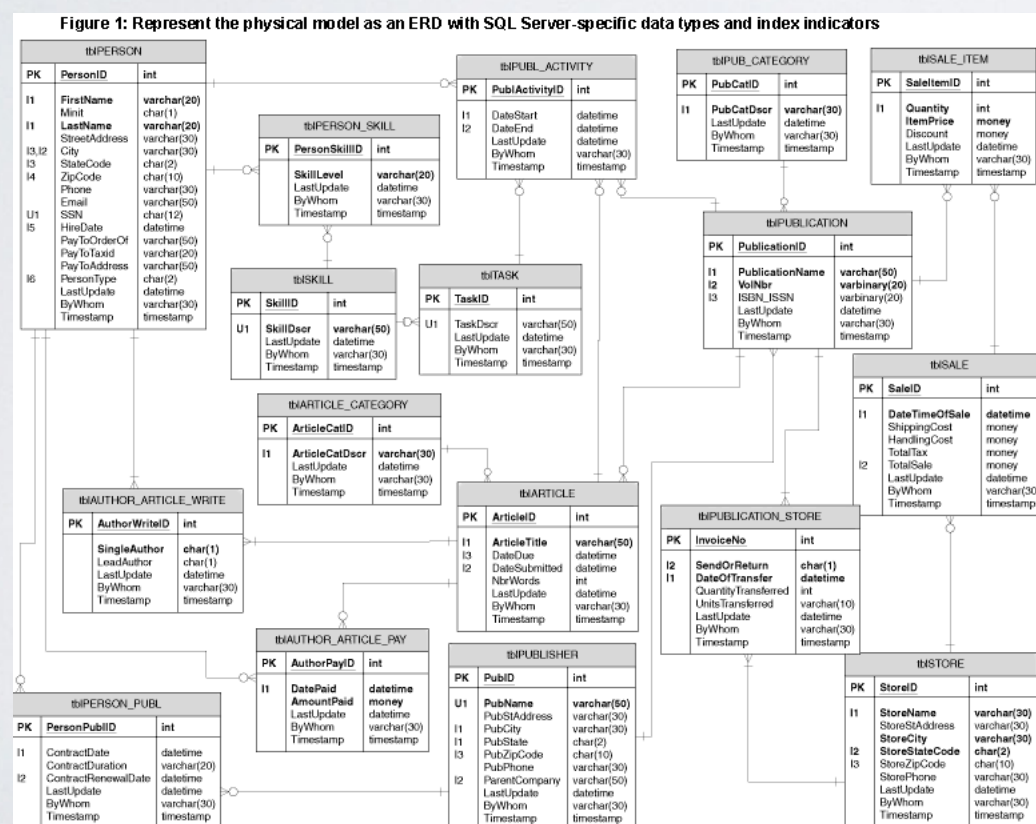 Figure 1: Represent the physical model as an ERD with SQL Server-specific data types and index indicators
tblPERSON
PK PersonID int
I1 FirstName varchar(20)
Minit char(1)
I1 LastName varchar(20)
StreetAddress varchar(30)
I3,I2 City varchar(30)
I3 StateCode char(2)
I4 ZipCode char(10)
Phone varchar(30)
Email varchar(50)
U1 SSN char(12)
I5 HireDate datetime
PayToOrderOf varchar(50)
PayToTaxid varchar(20)
PayToAddress varchar(50)
I6 PersonType char(2)
LastUpdate datetime
ByWhom varchar(30)
Timestamp timestamp
tblPERSON_SKILL
PK PersonSkillID int
SkillLevel varchar(20)
LastUpdate datetime
ByWhom varchar(30)
Timestamp timestamp
tblPUBL_ACTIVITY
PK PublActivityID int
I1 DateStart datetime
I2 DateEnd datetime
LastUpdate datetime
ByWhom varchar(30)
Timestamp timestamp
tblPUB_CATEGORY
PK PubCatID int
I1 PubCatDscr varchar(30)
LastUpdate datetime
ByWhom varchar(30)
Timestamp timestamp
tblSALE_ITEM
PK SaleItemID int
I1 Quantity int
ItemPrice money
Discount money
LastUpdate datetime
ByWhom varchar(30)
Timestamp timestamp
tblSKILL
PK SkillID int
U1 SkillDscr varchar(50)
LastUpdate datetime
ByWhom varchar(30)
Timestamp timestamp
tblTASK
PK TaskID int
U1 TaskDscr varchar(50)
LastUpdate datetime
ByWhom varchar(30)
Timestamp timestamp
tblPUBLICATION
PK PublicationID int
I1 PublicationName varchar(50)
I2 VolNbr varbinary(20)
I3 ISBN_ISSN varbinary(20)
LastUpdate datetime
ByWhom varchar(30)
Timestamp timestamp
tblSALE
PK SaleID int
I1 DateTimeOfSale datetime
ShippingCost money
HandlingCost money
TotalTax money
I2 TotalSale money
LastUpdate datetime
ByWhom varchar(30
Timestamp timestamp
tblARTICLE_CATEGORY
PK ArticleCatID int
I1 ArticleCatDscr varchar(30)
LastUpdate datetime
ByWhom varchar(30)
Timestamp timestamp
tblAUTHOR_ARTICLE_WRITE
PK AuthorWriteID int
SingleAuthor char(1)
LeadAuthor char(1)
LastUpdate datetime
ByWhom varchar(30)
Timestamp timestamp
tblARTICLE
PK ArticleID int
I1 ArticleTitle varchar(50)
I3 DateDue datetime
I2 DateSubmitted datetime
NbrWords int
LastUpdate datetime
ByWhom varchar(30)
Timestamp timestamp
tblPUBLICATION_STORE
PK InvoiceNo int
I2 SendOrReturn char(1)
I1 DateOfTransfer datetime
QuantityTransferred int
UnitsTransferred varchar(10)
LastUpdate datetime
ByWhom varchar(30)
Timestamp timestamp
tblAUTHOR_ARTICLE_PAY
PK AuthorPayID int
I1 DatePaid datetime
AmountPaid money
LastUpdate datetime
ByWhom varchar(30)
Timestamp timestamp
tblPUBLISHER
PK PubID int
U1 PubName varchar(50)
PubStAddress varchar(30)
I1 PubCity varchar(30)
I1 PubState char(2)
I3 PubZipCode char(10)
PubPhone varchar(30)
I2 ParentCompany varchar(50)
LastUpdate datetime
ByWhom varchar(30)
Timestamp timestamp
tblSTORE
PK StoreID int
I1 StoreName varchar(30)
StoreStAddress varchar(30)
StoreCity varchar(30)
I2 StoreStateCode char(2)
I3 StoreZipCode char(10)
StorePhone varchar(30)
LastUpdate datetime
ByWhom varchar(30)
Timestamp timestamp
tblPERSON_PUBL
PK PersonPublID int
I1 ContractDate datetime
ContractDuration varchar(20)
I2 ContractRenewalDate datetime
LastUpdate datetime
ByWhom varchar(30)
Timestamp timestamp